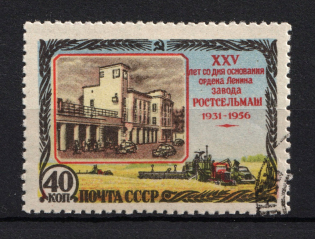 XXV
ЛЕТ СО ДНЯ ОСНОВАНИЯ
ОРДЕНА ЛЕНИНА
ЗАВОДА
РОСТСЕЛЬМАШ
1931-1956
40
КОП
ПОЧТА СССР